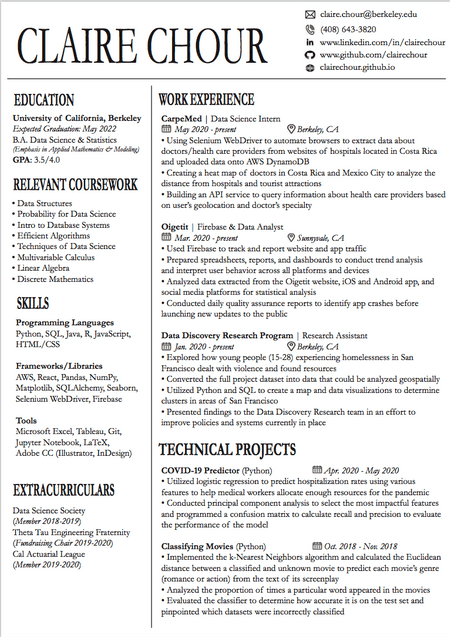 CLAIRE CHOUR
claire.chour@berkeley.edu
(408) 643-3820
www.linkedin.com/in/clairechour
www.github.com/clairechour
clairechour.github.io
EDUCATION
University of California, Berkeley
Expected Graduation: May 2022
B.A. Data Science & Statistics
(Emphasis in Applied Mathematics & Modeling)
GPA: 3.5/4.0
RELEVANT COURSEWORK
• Data Structures
• Probability for Data Science
• Intro to Database Systems
• Efficient Algorithms
• Techniques of Data Science
• Multivariable Calculus
• Linear Algebra
• Discrete Mathematics
SKILLS
Programming Languages
Python, SQL, Java, R, JavaScript,
HTML/CSS
Frameworks/Libraries
AWS, React, Pandas, NumPy,
Matplotlib, SQLAlchemy, Seaborn,
Selenium WebDriver, Firebase
Tools
Microsoft Excel, Tableau, Git,
Jupyter Notebook, LaTeX,
Adobe CC (Illustrator, InDesign)
EXTRACURRICULARS
Data Science Society
(Member 2018-2019)
Theta Tau Engineering Fraternity
(Fundraising Chair 2019-2020)
Cal Actuarial League
(Member 2019-2020)
WORK EXPERIENCE
CarpeMed | Data Science Intern
May 2020 - present Berkeley, CA
• Using Selenium WebDriver to automate browsers to extract data about
doctors/health care providers from websites of hospitals located in Costa Rica
and uploaded data onto AWS DynamoDB
• Creating a heat map of doctors in Costa Rica and Mexico City to analyze the
distance from hospitals and tourist attractions
• Building an API service to query information about health care providers based
on user's geolocation and doctor's specialty
Oigetit | Firebase & Data Analyst
Mar. 2020 - present Sunnyvale, CA
• Used Firebase to track and report website and app traffic
• Prepared spreadsheets, reports, and dashboards to conduct trend analysis
and interpret user behavior across all platforms and devices
• Analyzed data extracted from the Oigetit website, iOS and Android app, and
social media platforms for statistical analysis
• Conducted daily quality assurance reports to identify app crashes before
launching new updates to the public
Data Discovery Research Program | Research Assistant
Jan. 2020 - present Berkeley, CA
• Explored how young people (15-28) experiencing homelessness in San
Francisco dealt with violence and found resources
• Converted the full project dataset into data that could be analyzed geospatially
• Utilized Python and SQL to create a map and data visualizations to determine
clusters in areas of San Francisco
• Presented findings to the Data Discovery Research team in an effort to
improve policies and systems currently in place
TECHNICAL PROJECTS
COVID-19 Predictor (Python) Apr. 2020 - May 2020
• Utilized logistic regression to predict hospitalization rates using various
features to help medical workers allocate enough resources for the pandemic
• Conducted principal component analysis to select the most impactful features
and programmed a confusion matrix to calculate recall and precision to evaluate
the performance of the model
Classifying Movies (Python) Oct. 2018 - Nov. 2018
• Implemented the k-Nearest Neighbors algorithm and calculated the Euclidean
distance between a classified and unknown movie to predict each movie's genre
(romance or action) from the text of its screenplay
• Analyzed the proportion of times a particular word appeared in the movies
• Evaluated the classifier to determine how accurate it is on the test set and
pinpointed which datasets were incorrectly classified